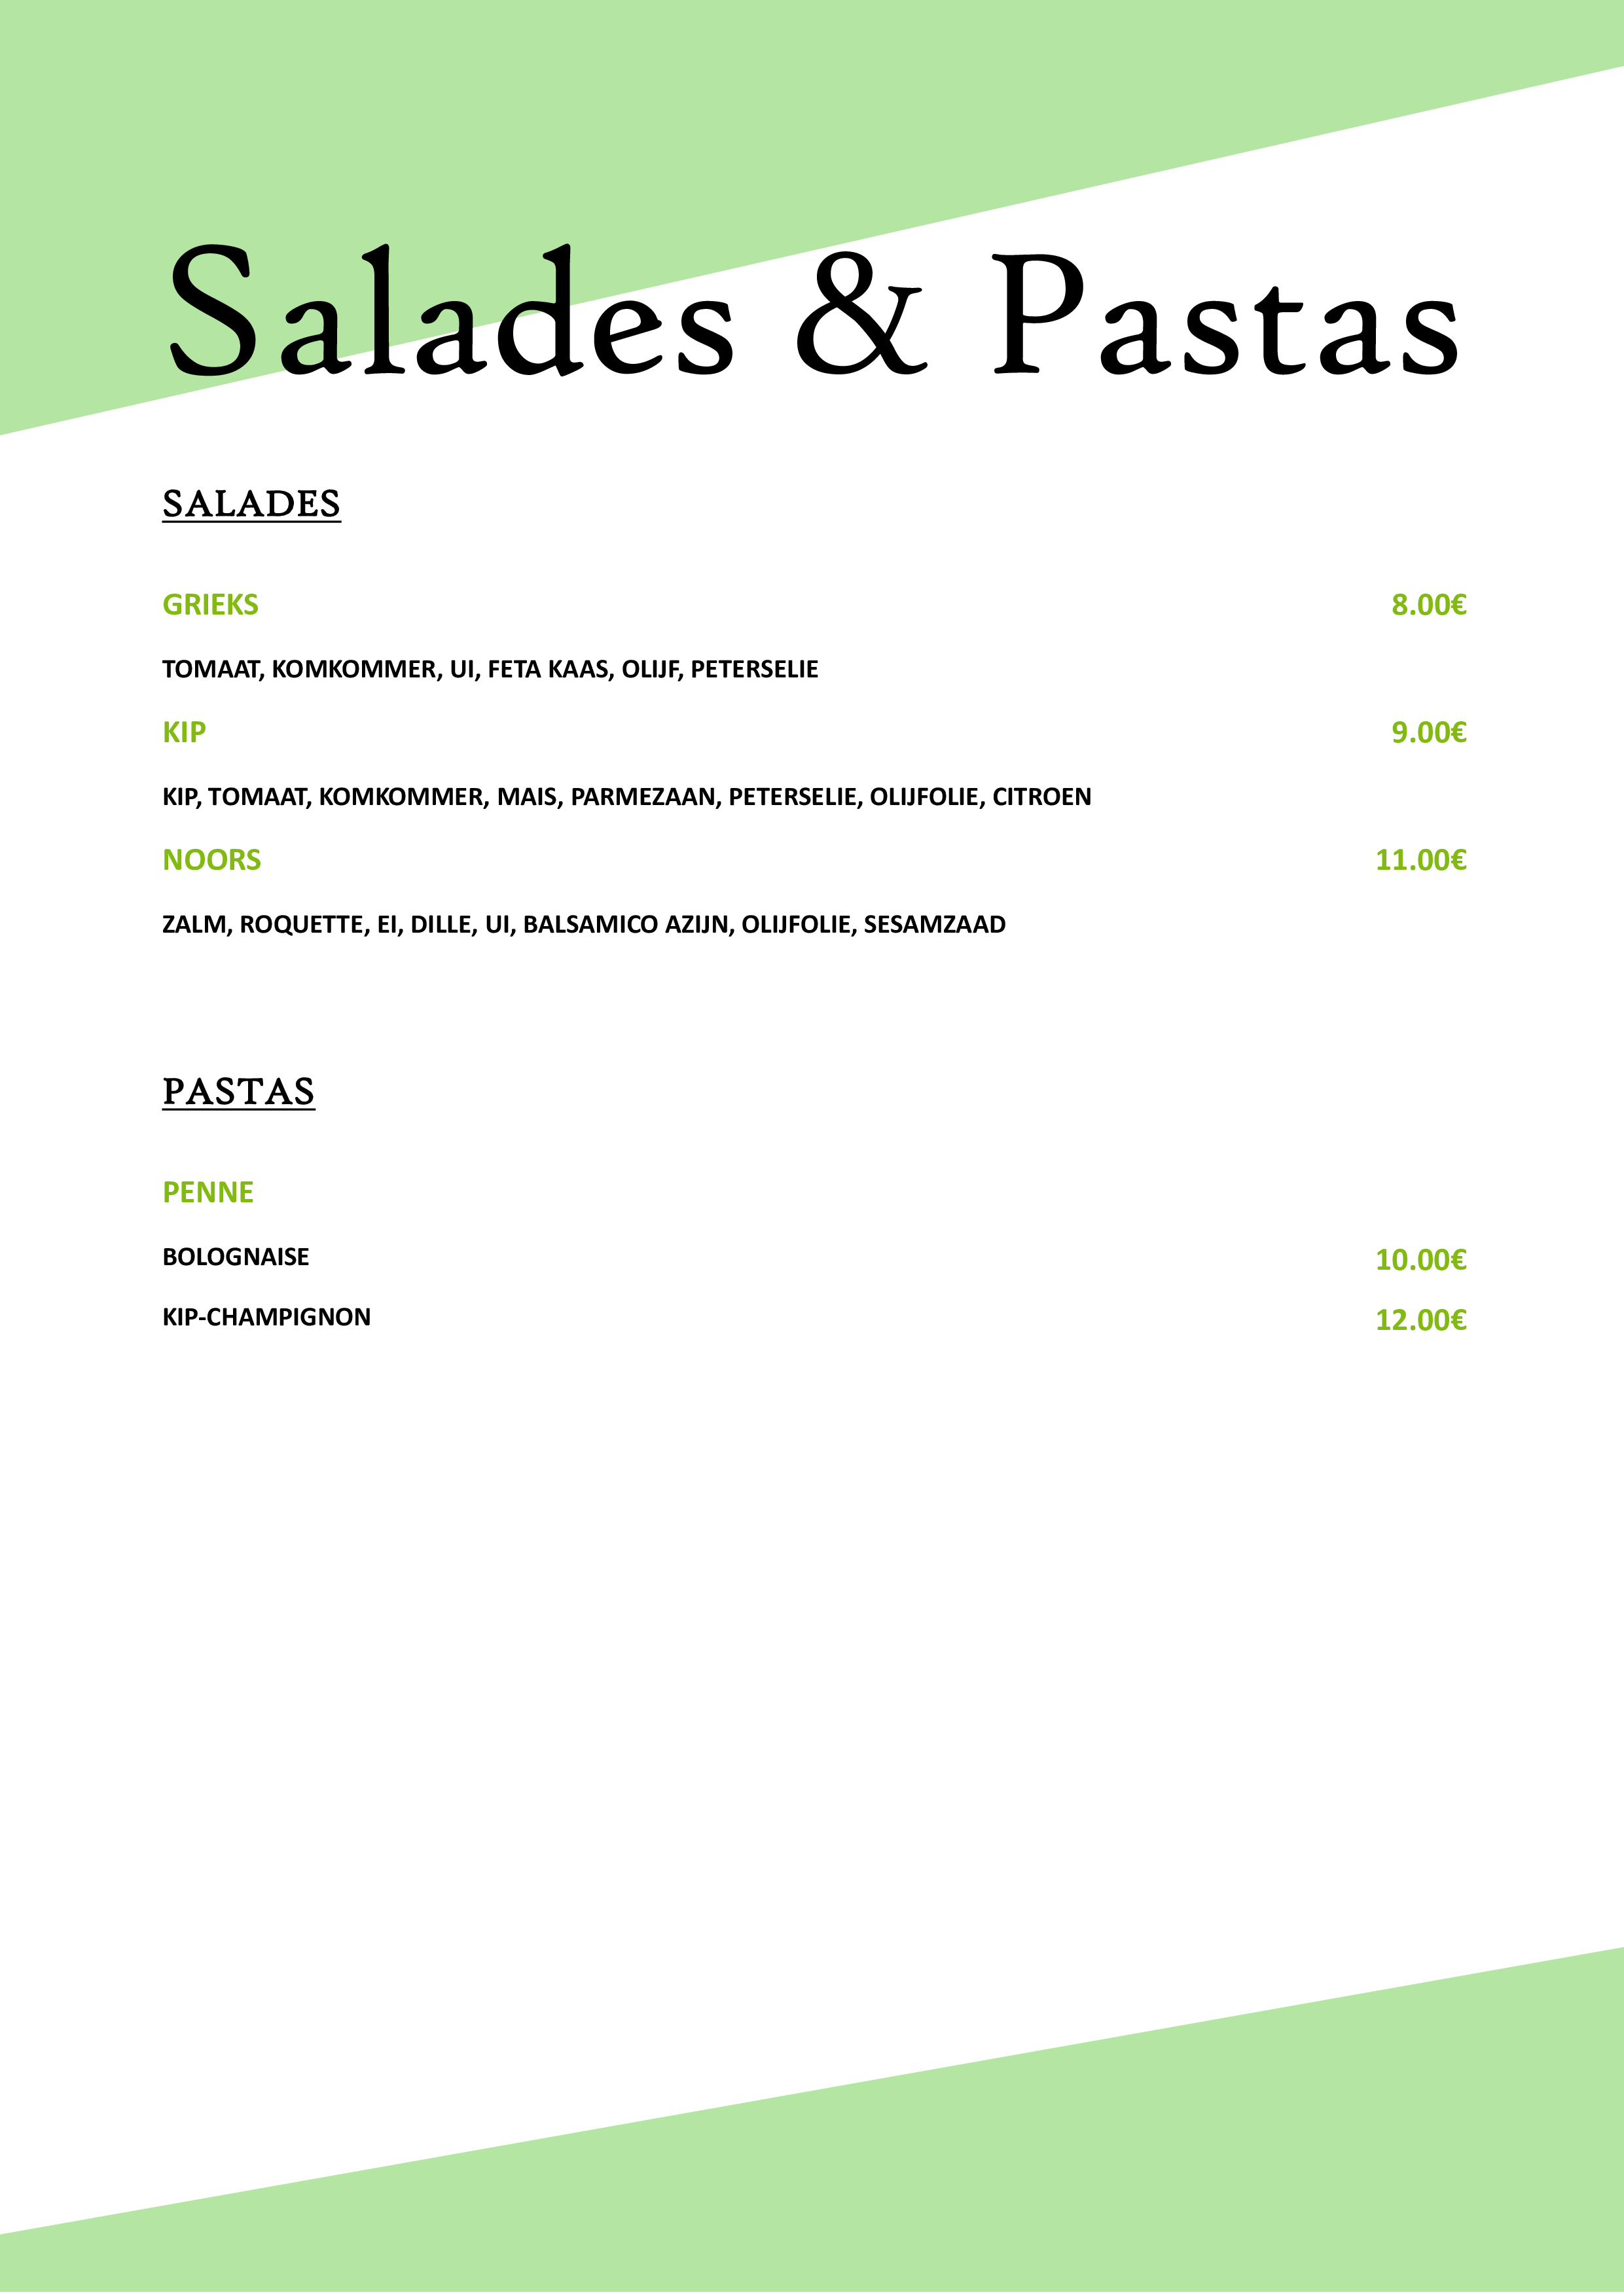 Salades & Pastas
SALADES
GRIEKS 8.00€
TOMAAT, KOMKOMMER, UI, FETA KAAS, OLIJF, PETERSELIE
KIP 9.00€
KIP, TOMAAT, KOMKOMMER, MAIS, PARMEZAAN, PETERSELIE, OLIJFOLIE, CITROEN
NOORS 11.00€
ZALM, ROQUETTE, EI, DILLE, UI, BALSAMICO AZIJN, OLIJFOLIE, SESAMZAAD
PASTAS
PENNE
BOLOGNAISE 10.00€
KIP-CHAMPIGNON 12.00€